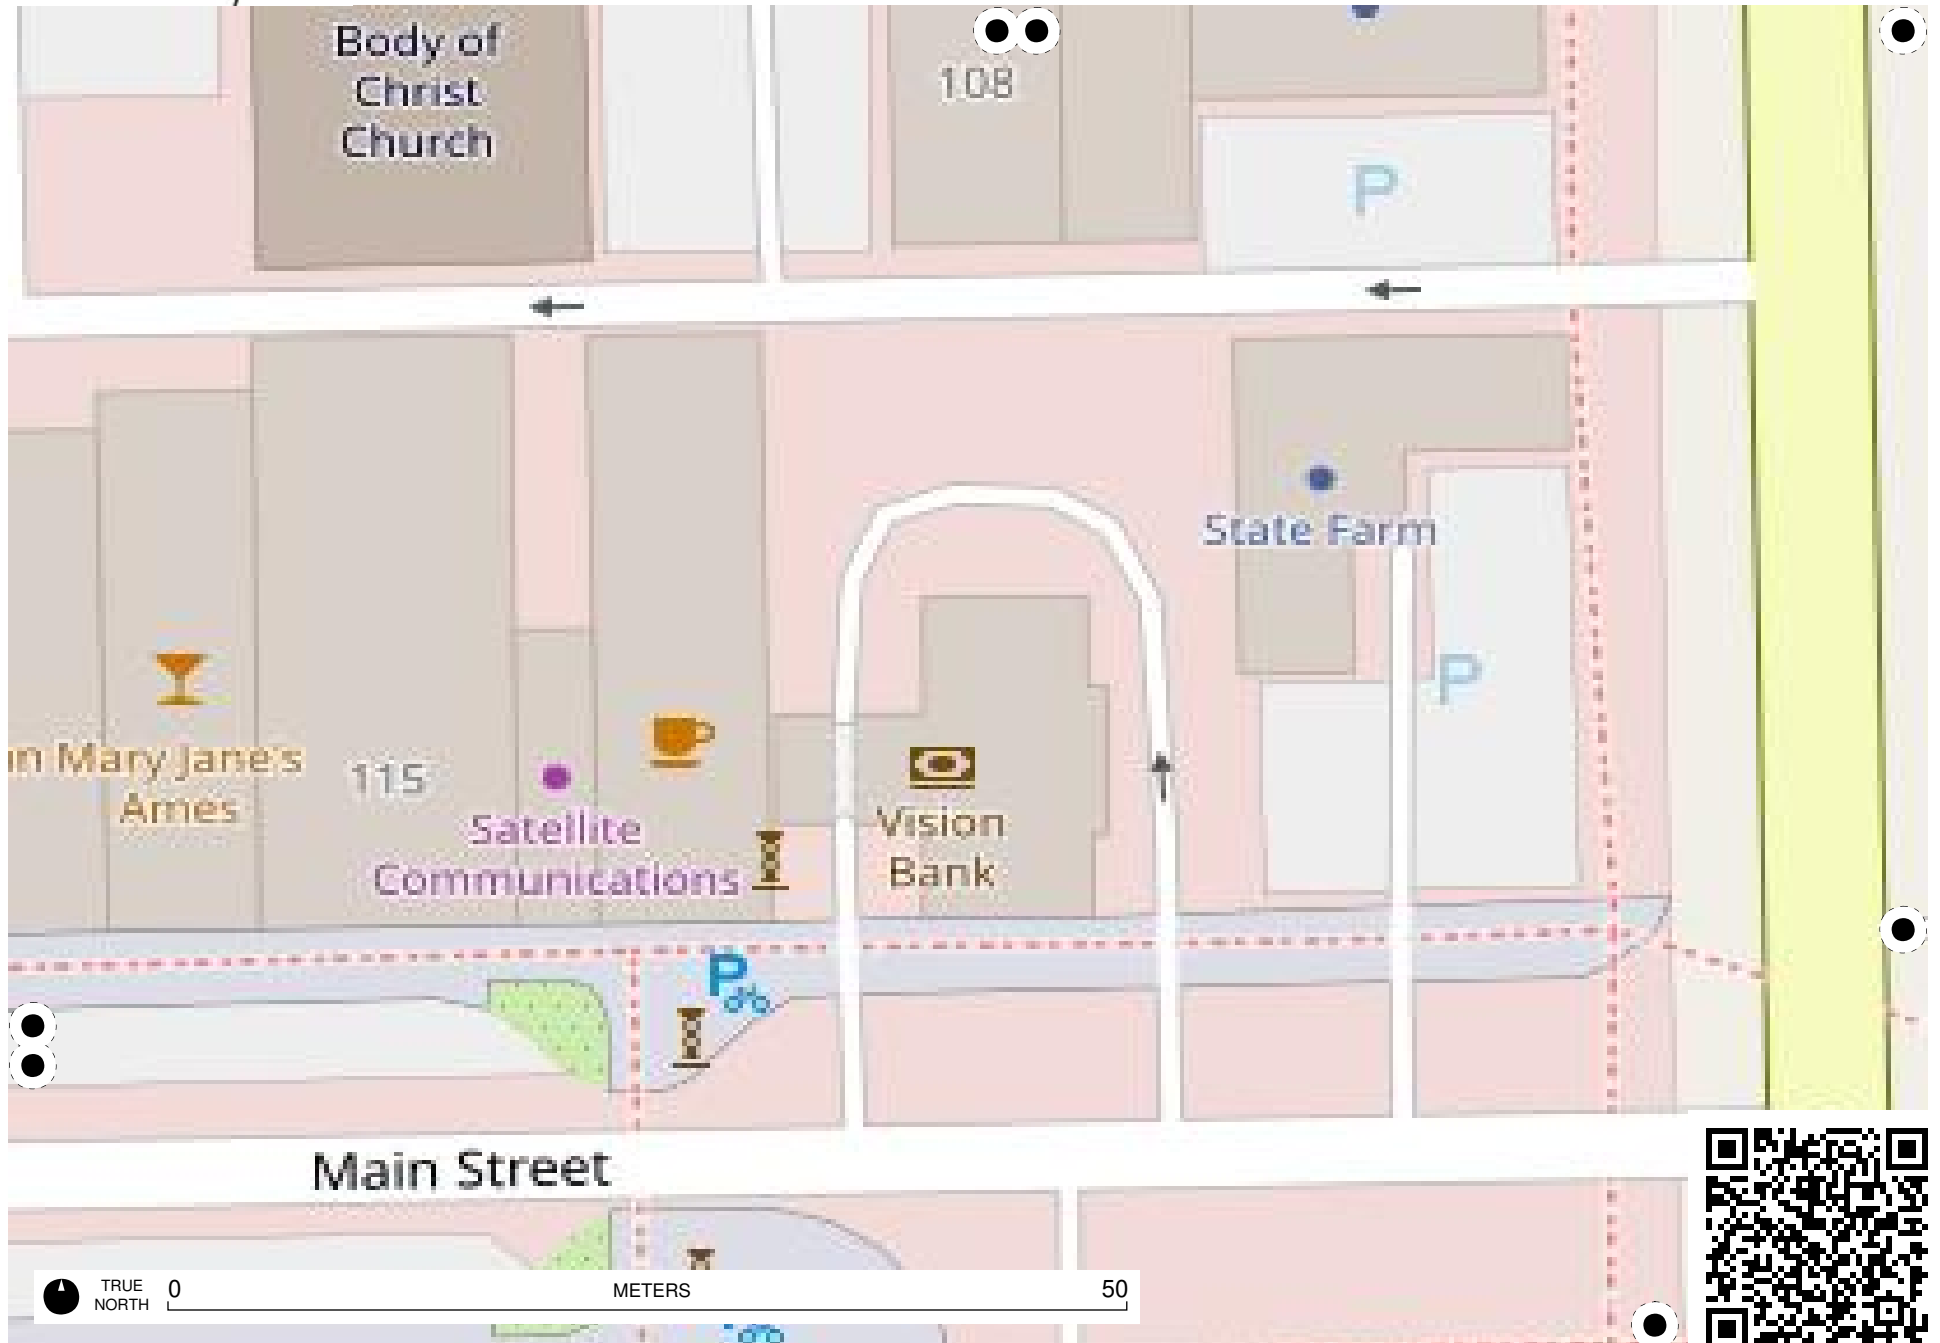 Body of
Christ
Church
108
P
State Farm
P
n Mary Jane's
Ames
115
Satellite
Communications
Vision
Bank
P
Main Street
TRUE
NORTH
0
METERS
50